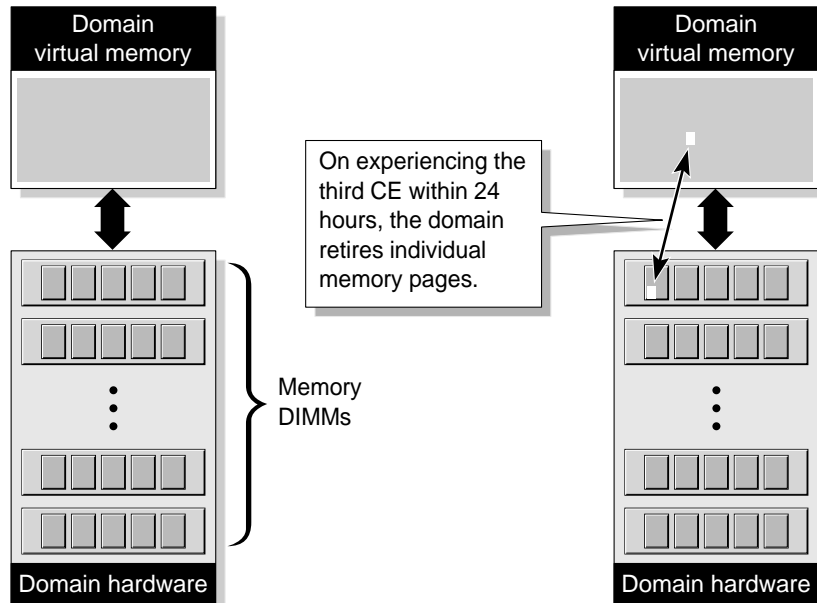 Domain
virtual memory
Domain
virtual memory
On experiencing the
third CE within 24
hours, the domain
retires individual
memory pages.
Memory
DIMMs
Domain hardware
Domain hardware